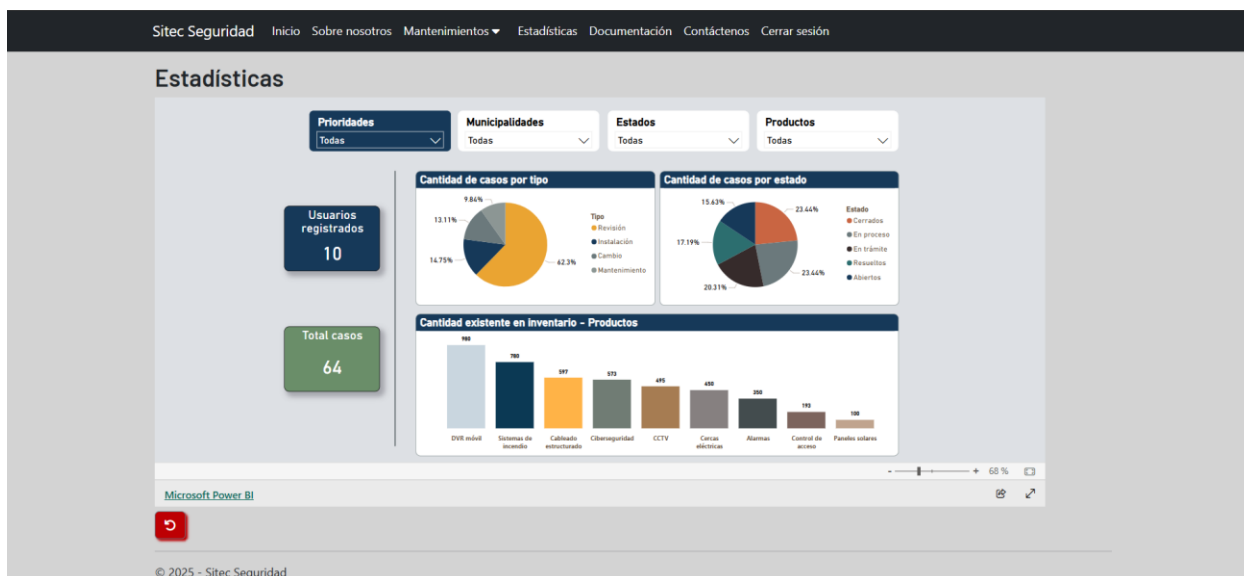 Sitec Seguridad Inicio Sobre nosotros Mantenimientos Estadísticas Documentación Contáctenos Cerrar sesión
Estadísticas
Prioridades Municipalidades Estados Productos
Todas Todas Todas Todas
Usuarios
registrados
10
Total casos
64
Cantidad de casos por tipo
9.84%
13.11%
14.75%
62.3%
Tipo
Revisión
Instalación
Cambio
Mantenimiento
Cantidad de casos por estado
15.63%
23.44%
17.19%
23.44%
20.31%
Estado
Cerrados
En proceso
En trámite
Resueltos
Abiertos
Cantidad existente en inventario - Productos
980
780
597
573
495
450
350
193
100
DVR móvil
Sistemas de
incendio
Cableado
estructurado
Ciberseguridad
CCTV
Cercas
eléctricas
Alarmas
Control de
acceso
Paneles solares
- + 68 %
Microsoft Power BI
© 2025 - Sitec Seguridad